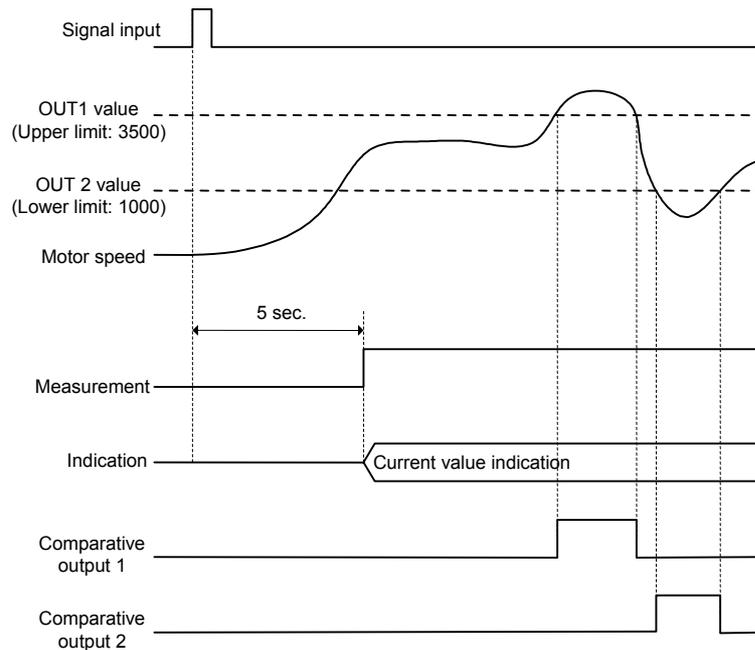 Signal input
OUT1 value
(Upper limit: 3500)
OUT 2 value
(Lower limit: 1000)
Motor speed
5 sec.
Measurement
Indication
Current value indication
Comparative
output 1
Comparative
output 2